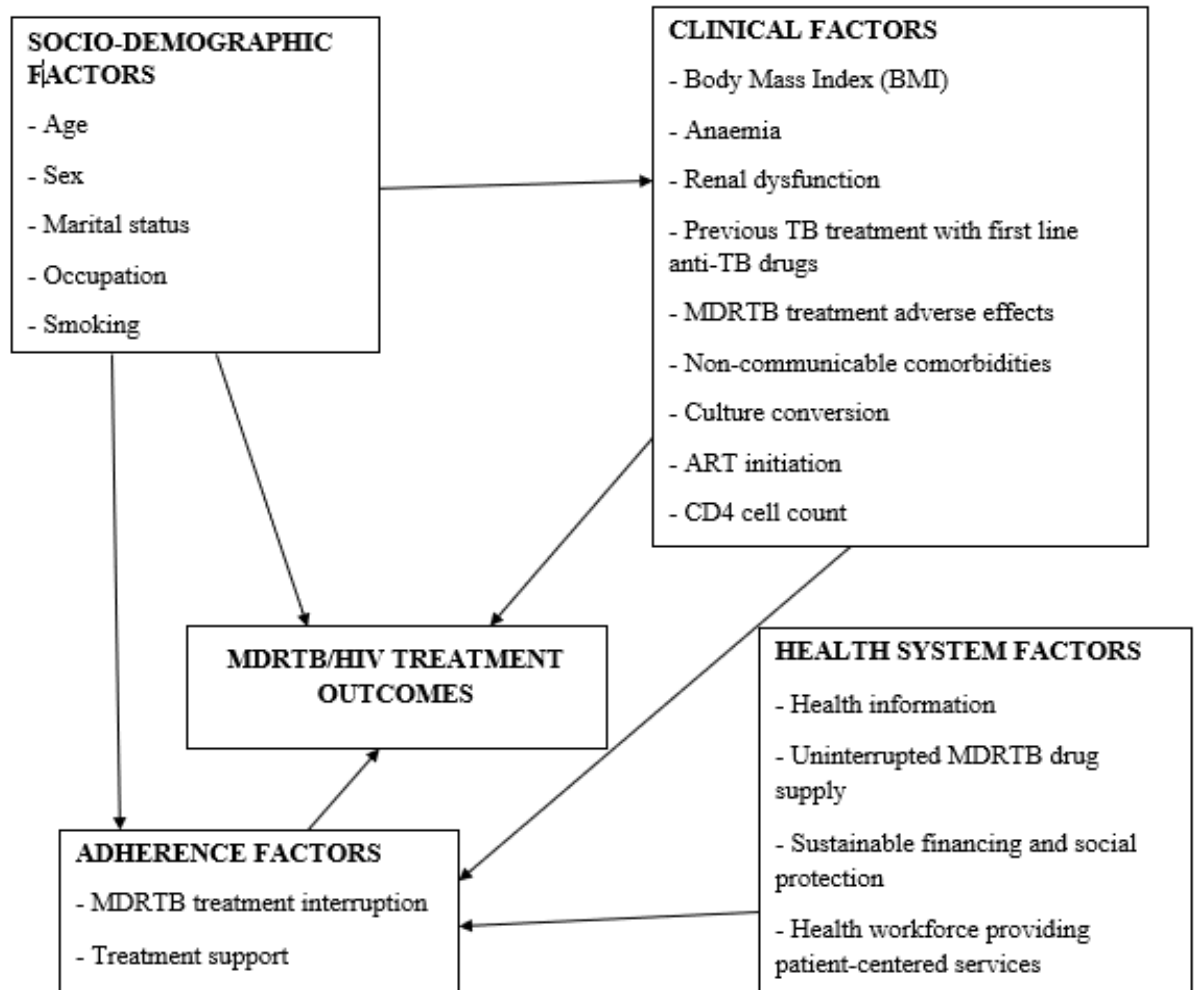 SOCIO-DEMOGRAPHIC
FACTORS
- Age
- Sex
- Marital status
- Occupation
- Smoking
CLINICAL FACTORS
- Body Mass Index (BMI)
- Anaemia
- Renal dysfunction
- Previous TB treatment with first line
anti-TB drugs
- MDRTB treatment adverse effects
- Non-communicable comorbidities
- Culture conversion
- ART initiation
- CD4 cell count
MDRTB/HIV TREATMENT
OUTCOMES
ADHERENCE FACTORS
- MDRTB treatment interruption
- Treatment support
HEALTH SYSTEM FACTORS
- Health information
- Uninterrupted MDRTB drug
supply
- Sustainable financing and social
protection
- Health workforce providing
patient-centered services